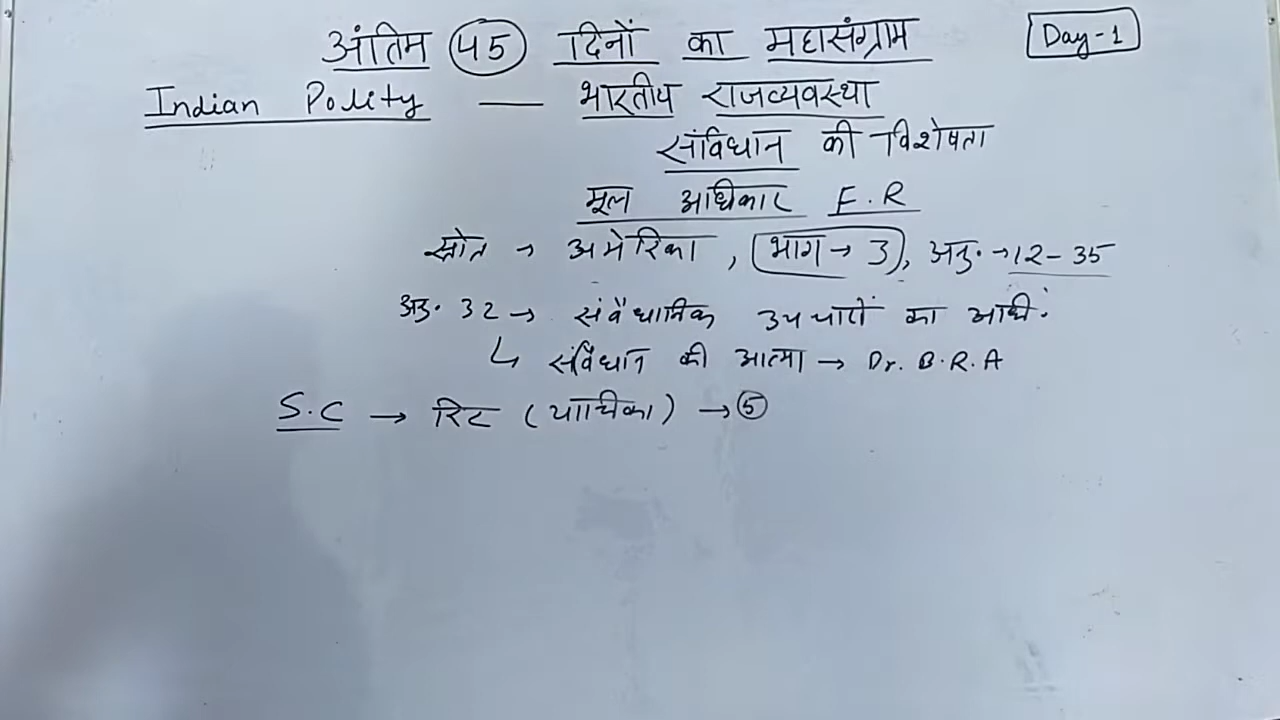 अंतिम 45 दिनों का महासंग्राम Day-1
Indian Polity — भारतीय राजव्यवस्था
संविधान की विशेषता
मूल अधिकार F.R
स्रोत → अमेरिका, भाग → 3, अनु. → 12-35
अनु. 32 → संवैधानिक उपचारों का अधि.
↳ संविधान की आत्मा → Dr. B.R.A
S.C → रिट (याचिका) → 5